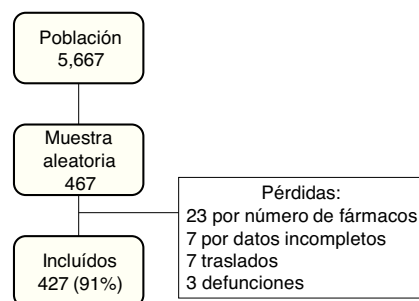 Población
5,667
Muestra
aleatoria
467
Pérdidas:
23 por número de fármacos
7 por datos incompletos
7 traslados
3 defunciones
Incluídos
427 (91%)